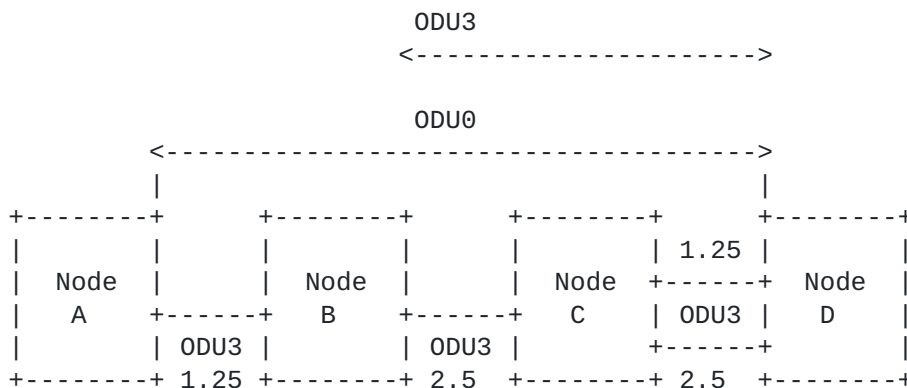 ODU3
<---------------------->
ODU0
<-------------------------------------->
|                                       |
+--------+      +--------+      +--------+      +--------+
|        |      |        |      |        | 1.25 |        |
|  Node  |      |  Node  |      |  Node  +------+  Node  |
|   A    +------+   B    +------+   C    | ODU3 |   D    |
|        | ODU3 |        | ODU3 |        +------+        |
+--------+ 1.25 +--------+ 2.5  +--------+ 2.5  +--------+